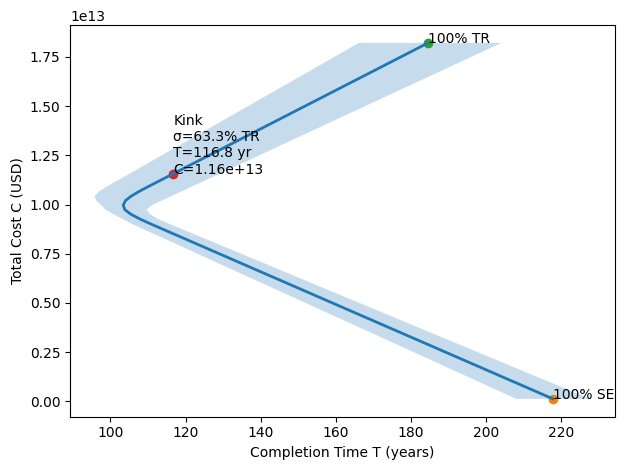 1e13
100% TR
1.75
1.50
Kink
σ=63.3% TR
T=116.8 yr
C=1.16e+13
1.25
1.00
0.75
0.50
0.25
0.00
100% SE
100 120 140 160 180 200 220
Completion Time T (years)
Total Cost C (USD)